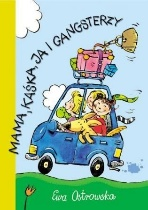 MAMA, KAŚKA, JA I GANGSTERZY
Ewa Ostrowska